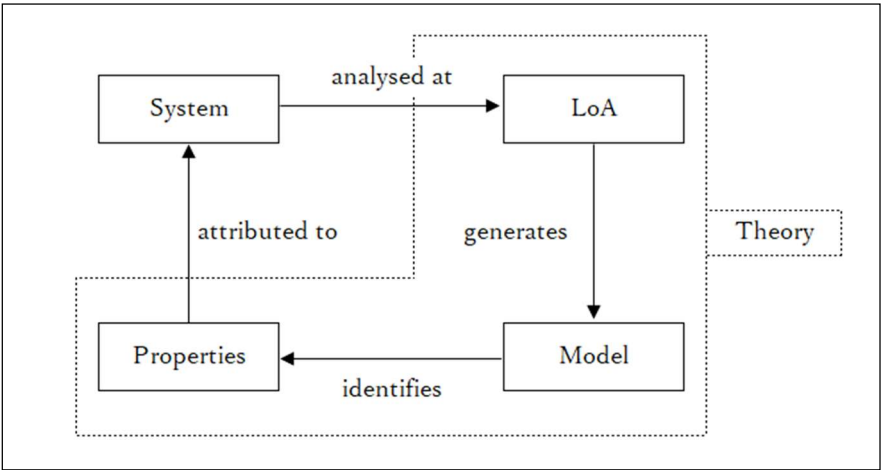 analysed at
System
LoA
attributed to
generates
Theory
Properties
Model
identifies